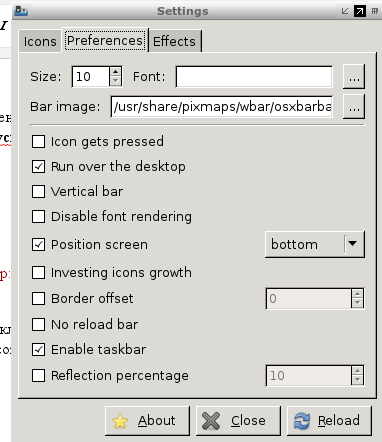 Settings
Icons Preferences Effects
Size: 10 Font: ...
Bar image: /usr/share/pixmaps/wbar/osxbarba ...
Icon gets pressed
Run over the desktop
Vertical bar
Disable font rendering
Position screen bottom
Investing icons growth
Border offset 0
No reload bar
Enable taskbar
Reflection percentage 10
About Close Reload